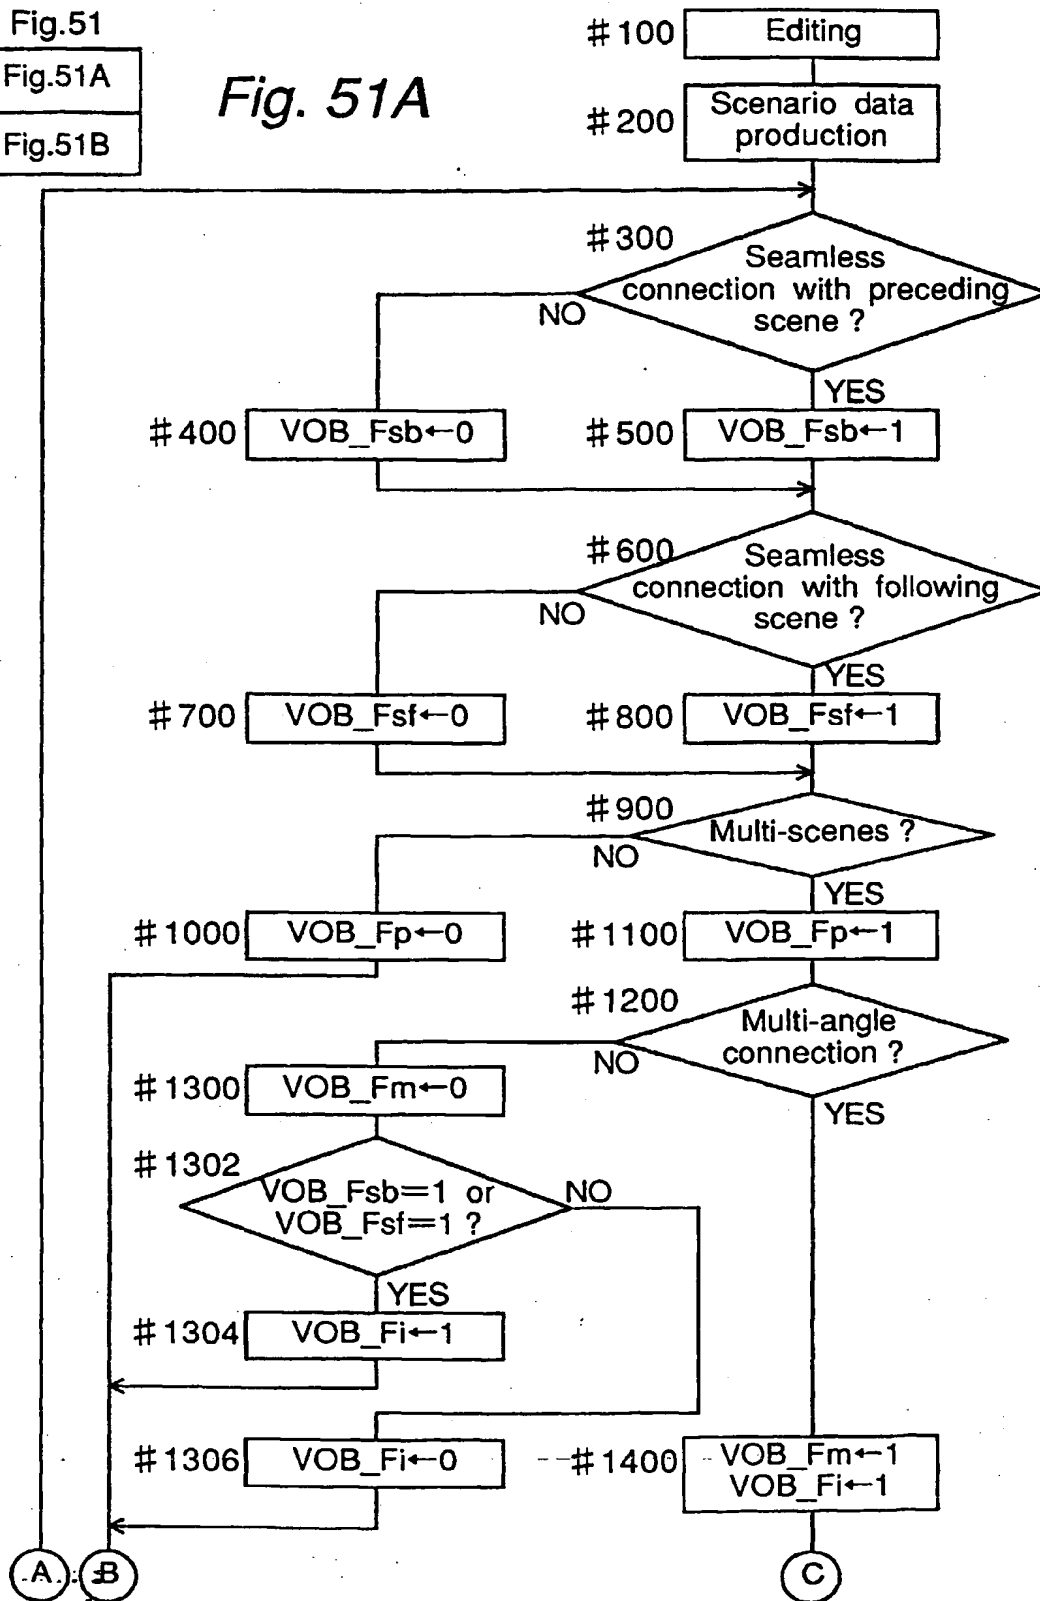 Fig.51
Fig.51A
Fig.51B
Fig. 51A
#100
Editing
#200
Scenario data
production
#300
Seamless
connection with preceding
scene ?
NO
YES
#400
VOB_Fsb←0
#500
VOB_Fsb←1
#600
Seamless
connection with following
scene ?
NO
YES
#700
VOB_Fsf←0
#800
VOB_Fsf←1
#900
Multi-scenes ?
NO
YES
#1000
VOB_Fp←0
#1100
VOB_Fp←1
#1200
Multi-angle
connection ?
NO
YES
#1300
VOB_Fm←0
#1302
VOB_Fsb=1 or
VOB_Fsf=1 ?
NO
YES
#1304
VOB_Fi←1
#1306
VOB_Fi←0
#1400
VOB_Fm←1
VOB_Fi←1
A
B
C